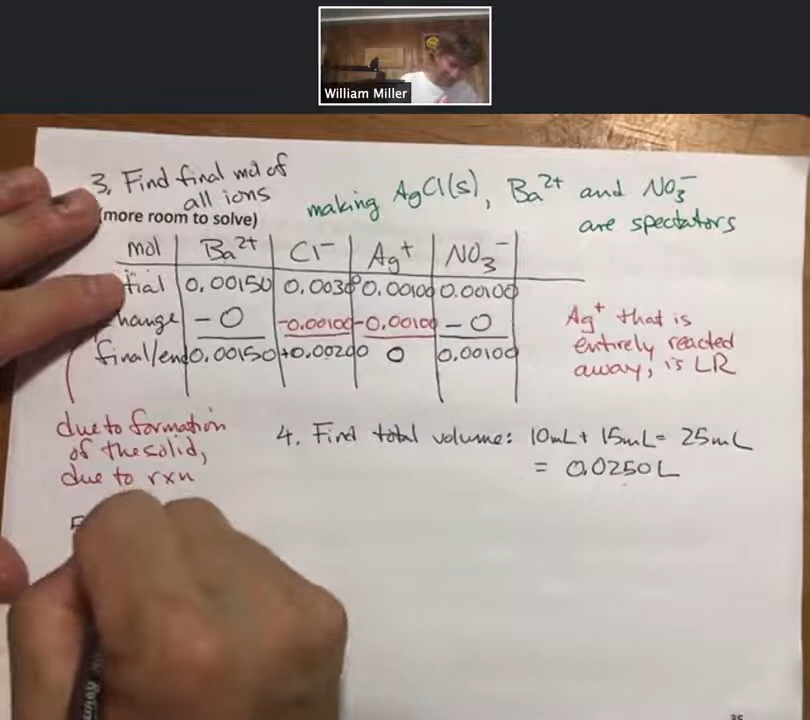 William Miller
3. Find final mol of
all ions
(more room to solve)
making AgCl(s), Ba²⁺ and NO₃⁻
are spectators
mol Ba²⁺ Cl⁻ Ag⁺ NO₃⁻
tial 0.00150 0.0030 0.00100 0.00100
hange - 0 -0.00100 -0.00100 - 0
final/end 0.00150 +0.00200 0 0.00100
Ag⁺ that is
entirely reacted
away, is LR
due to formation
of the solid,
due to rxn
4. Find total volume: 10mL + 15mL = 25mL
= 0.0250L
35